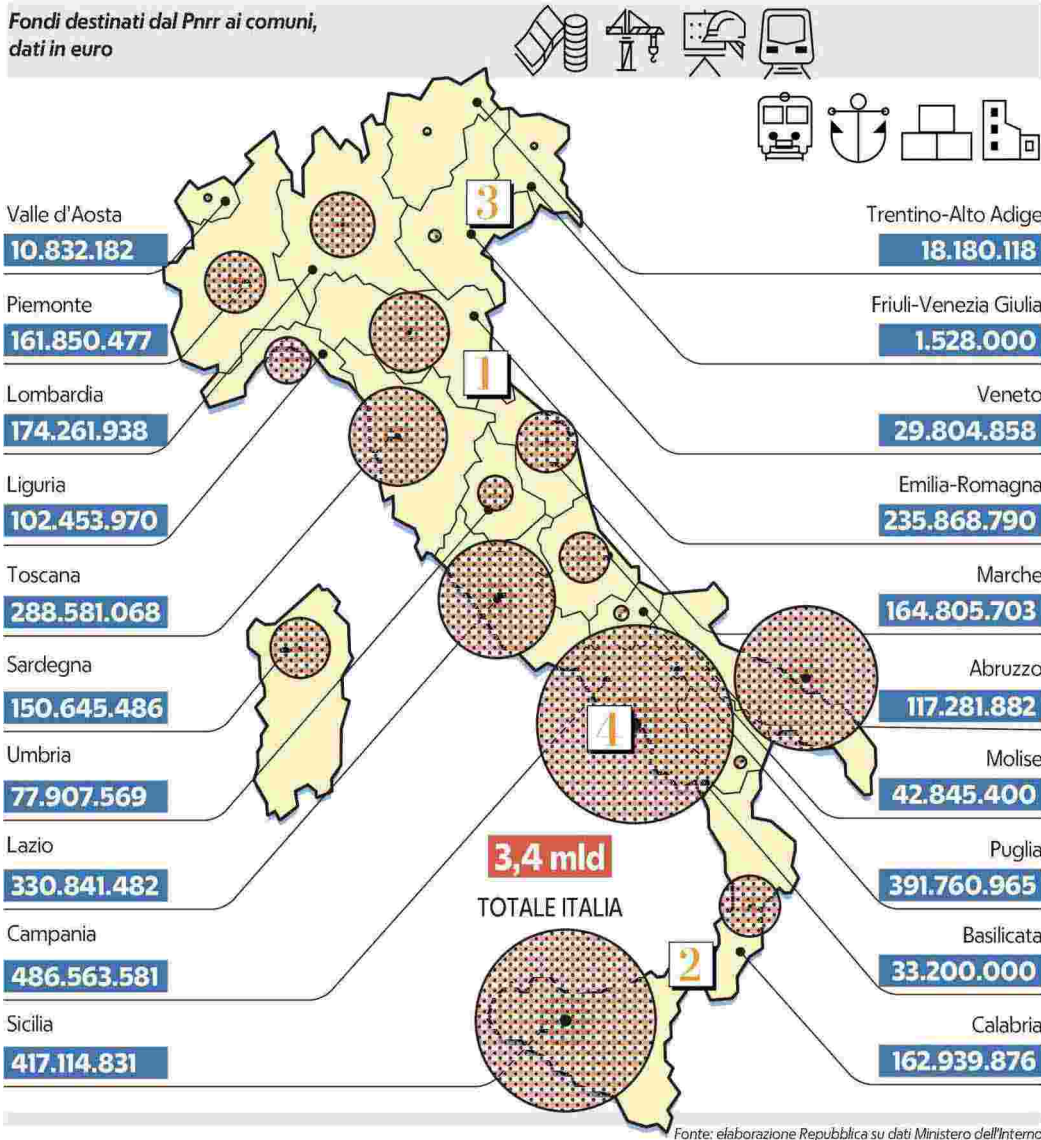 Fondi destinati dal Pnrr ai comuni,
dati in euro
Valle d'Aosta
10.832.182
Piemonte
161.850.477
Lombardia
174.261.938
Liguria
102.453.970
Toscana
288.581.068
Sardegna
150.645.486
Umbria
77.907.569
Lazio
330.841.482
Campania
486.563.581
Sicilia
417.114.831
3
1
4
2
3,4 mld
TOTALE ITALIA
Trentino-Alto Adige
18.180.118
Friuli-Venezia Giulia
1.528.000
Veneto
29.804.858
Emilia-Romagna
235.868.790
Marche
164.805.703
Abruzzo
117.281.882
Molise
42.845.400
Puglia
391.760.965
Basilicata
33.200.000
Calabria
162.939.876
Fonte: elaborazione Repubblica su dati Ministero dell'Interno